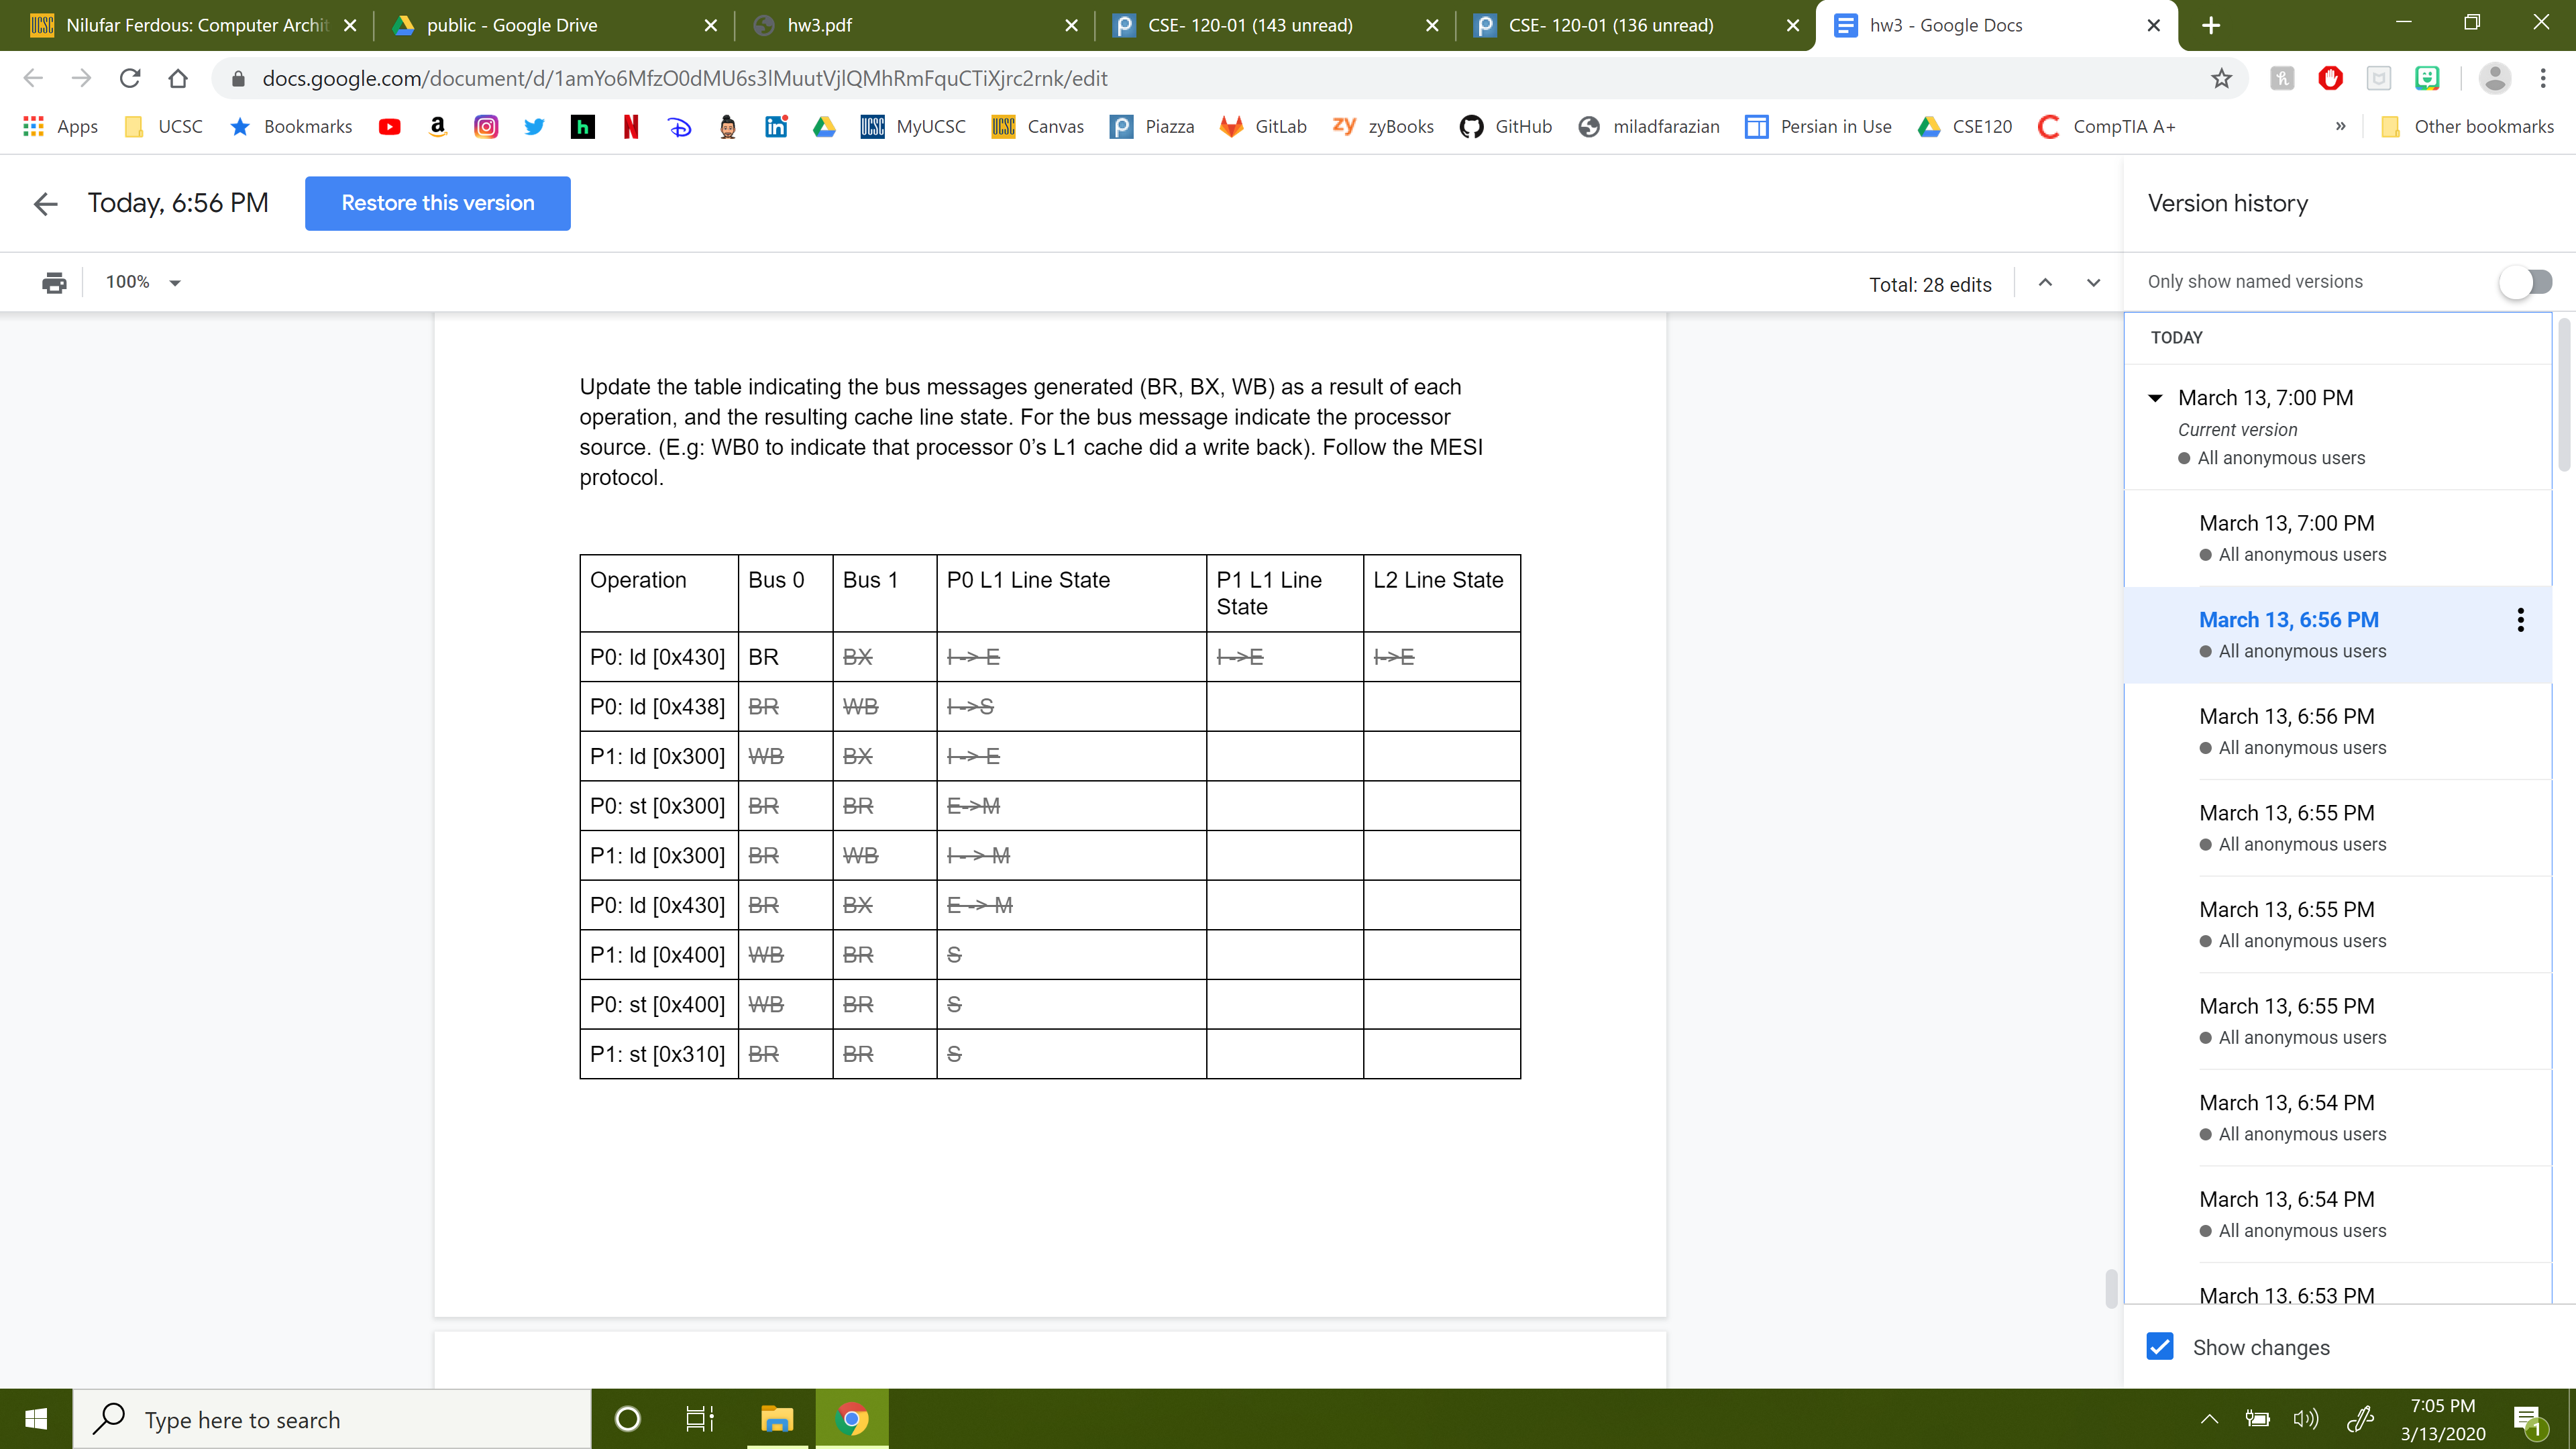 Nilufar Ferdous: Computer Archit
public - Google Drive
hw3.pdf
CSE- 120-01 (143 unread)
CSE- 120-01 (136 unread)
hw3 - Google Docs
docs.google.com/document/d/1amYo6MfzO0dMU6s3lMuutVjlQMhRmFquCTiXjrc2rnk/edit
Apps UCSC Bookmarks MyUCSC Canvas Piazza GitLab zyBooks GitHub miladfarazian Persian in Use CSE120 CompTIA A+ » Other bookmarks
Today, 6:56 PM Restore this version
Version history
100%
Total: 28 edits
Only show named versions
Update the table indicating the bus messages generated (BR, BX, WB) as a result of each
operation, and the resulting cache line state. For the bus message indicate the processor
source. (E.g: WB0 to indicate that processor 0's L1 cache did a write back). Follow the MESI
protocol.
Operation Bus 0 Bus 1 P0 L1 Line State P1 L1 Line State L2 Line State
P0: ld [0x430] BR BX I -> E I ->E I->E
P0: ld [0x438] BR WB I ->S
P1: ld [0x300] WB BX I -> E
P0: st [0x300] BR BR E->M
P1: ld [0x300] BR WB I - > M
P0: ld [0x430] BR BX E -> M
P1: ld [0x400] WB BR S
P0: st [0x400] WB BR S
P1: st [0x310] BR BR S
TODAY
March 13, 7:00 PM
Current version
All anonymous users
March 13, 7:00 PM
All anonymous users
March 13, 6:56 PM
All anonymous users
March 13, 6:56 PM
All anonymous users
March 13, 6:55 PM
All anonymous users
March 13, 6:55 PM
All anonymous users
March 13, 6:55 PM
All anonymous users
March 13, 6:54 PM
All anonymous users
March 13, 6:54 PM
All anonymous users
March 13, 6:53 PM
Show changes
Type here to search
7:05 PM
3/13/2020
1